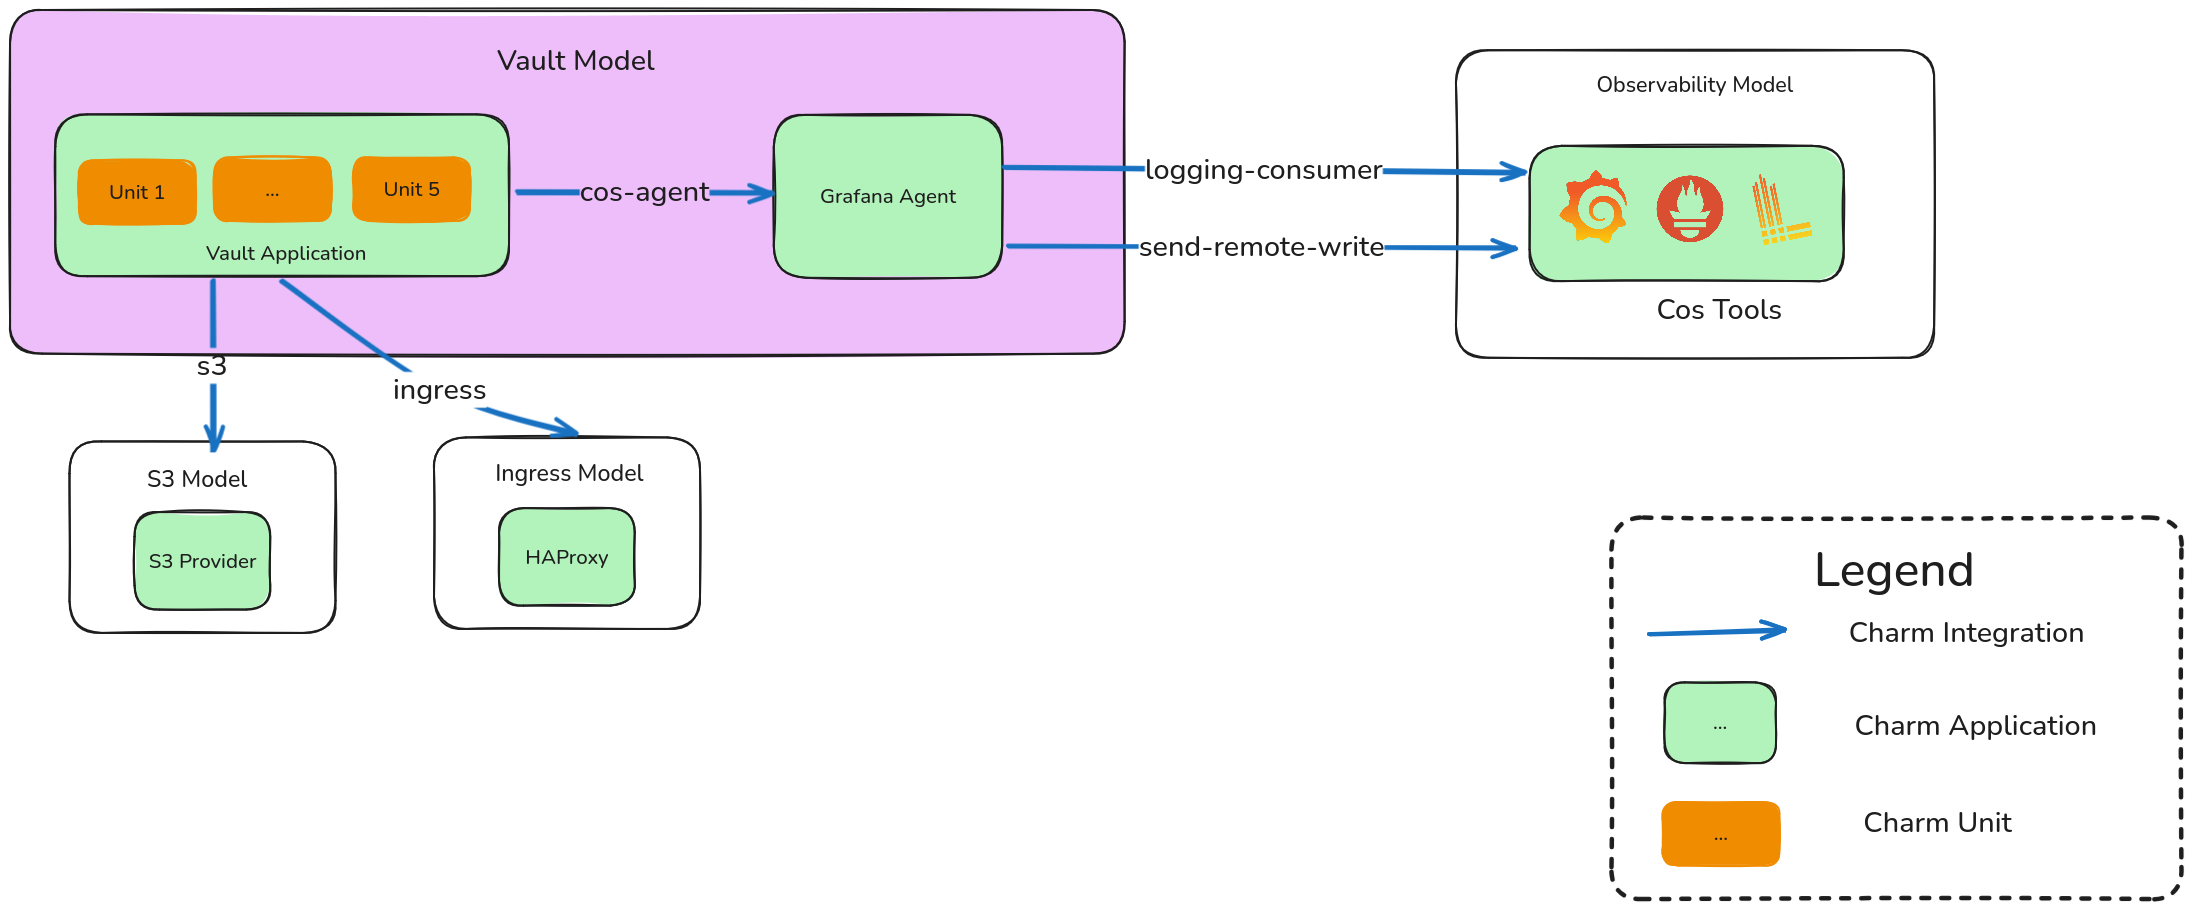 Vault Model
Unit 1
...
Unit 5
Vault Application
cos-agent
Grafana Agent
logging-consumer
send-remote-write
Observability Model
Cos Tools
s3
ingress
S3 Model
S3 Provider
Ingress Model
HAProxy
Legend
Charm Integration
...
Charm Application
...
Charm Unit